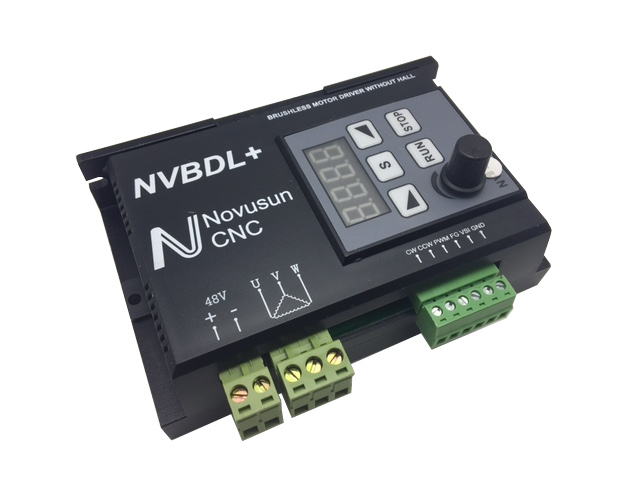 BRUSHLESS MOTOR DRIVER WITHOUT HALL
NVBDL+
Novusun
CNC
STOP
RUN
S
CW CCW PWM FG VSI GND
U V W
48V
+ -